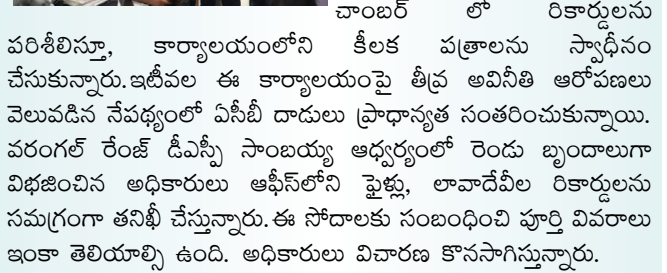 చాంబర్ లో రికార్డులను
పరిశీలిస్తూ, కార్యాలయంలోని కీలక పత్రాలను స్వాధీనం
చేసుకున్నారు.ఇటీవల ఈ కార్యాలయంపై తీవ్ర అవినీతి ఆరోపణలు
వెలువడిన నేపథ్యంలో ఏసీబీ దాడులు ప్రాధాన్యత సంతరించుకున్నాయి.
వరంగల్ రేంజ్ డీఎస్పీ సాంబయ్య ఆధ్వర్యంలో రెండు బృందాలుగా
విభజించిన అధికారులు ఆఫీస్‌లోని ఫైళ్లు, లావాదేవీల రికార్డులను
సమగ్రంగా తనిఖీ చేస్తున్నారు.ఈ సోదాలకు సంబంధించి పూర్తి వివరాలు
ఇంకా తెలియాల్సి ఉంది. అధికారులు విచారణ కొనసాగిస్తున్నారు.